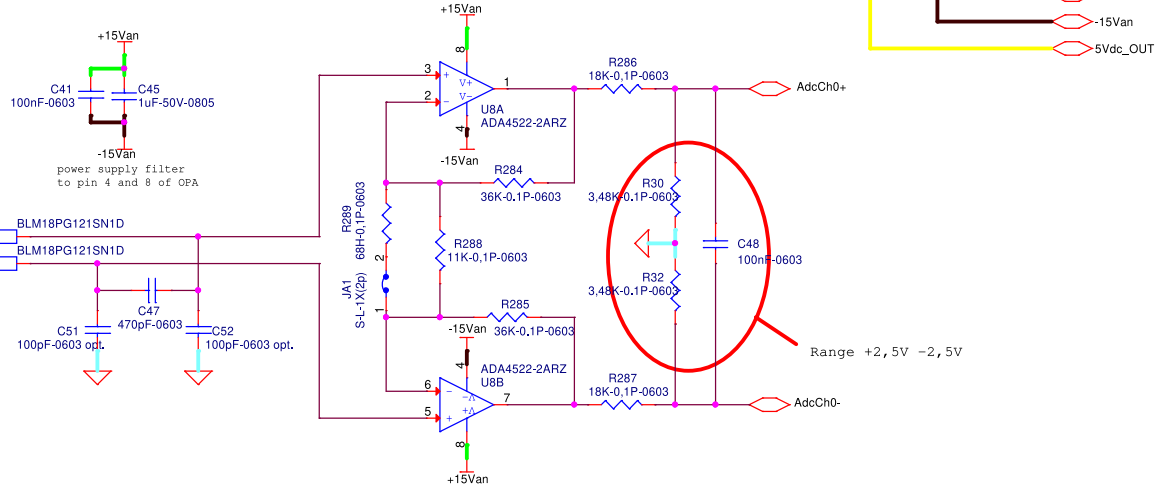 +15Van
-15Van
5Vdc_OUT
+15Van
C41
100nF-0603
C45
1uF-50V-0805
-15Van
power supply filter
to pin 4 and 8 of OPA
8
3
+
V+
1
2
-
V-
U8A
ADA4522-2ARZ
4
-15Van
R286
18K-0,1P-0603
AdcCh0+
R284
36K-0.1P-0603
R289
68H-0,1P-0603
R288
11K-0,1P-0603
2
JA1
S-L-1X(2p)
1
R30
3,48K-0.1P-0603
C48
100nF-0603
R32
3,48K-0.1P-0603
BLM18PG121SN1D
BLM18PG121SN1D
C47
470pF-0603
C51
100pF-0603 opt.
C52
100pF-0603 opt.
R285
36K-0.1P-0603
-15Van
4
ADA4522-2ARZ
U8B
6
-
-V
7
5
+
+V
8
+15Van
R287
18K-0,1P-0603
AdcCh0-
Range +2,5V -2,5V